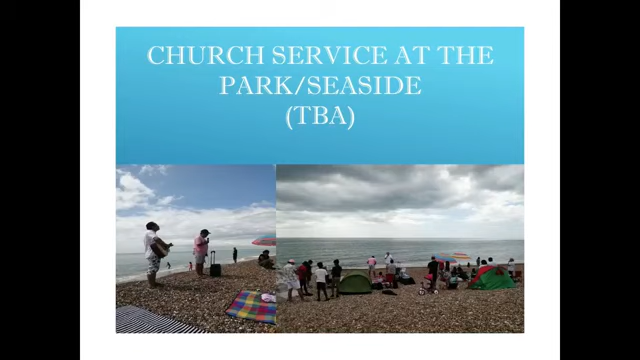 CHURCH SERVICE AT THE
PARK/SEASIDE
(TBA)